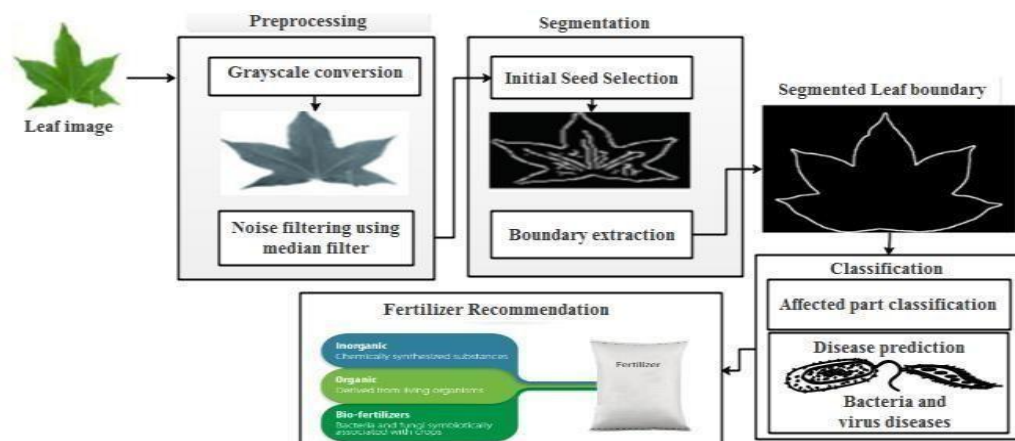 Preprocessing
Segmentation
Leaf image
Grayscale conversion
Noise filtering using
median filter
Initial Seed Selection
Boundary extraction
Segmented Leaf boundary
Classification
Affected part classification
Disease prediction
Bacteria and
virus diseases
Fertilizer Recommendation
Inorganic
Chemically synthesized substances
Organic
Derived from living organisms
Bio-fertilizers
Bacteria and fungi symbiotically
associated with crops
Fertilizer